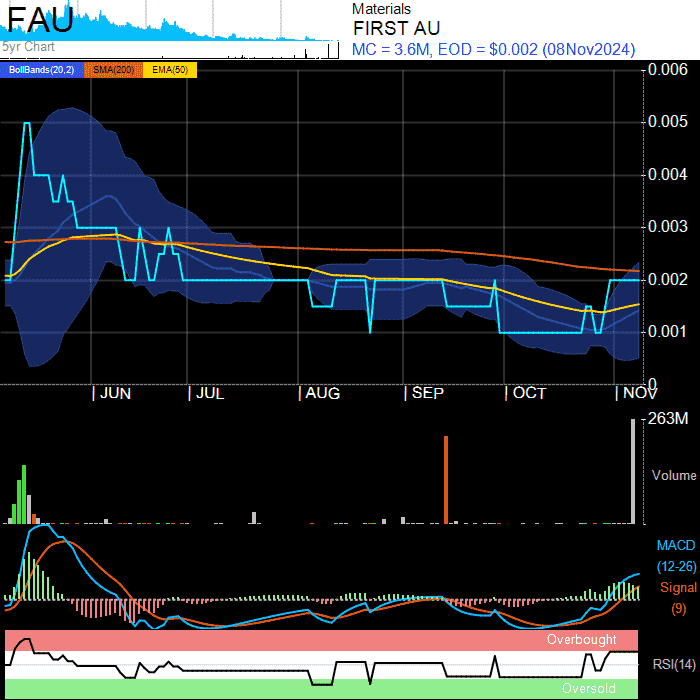 FAU
5yr Chart
Materials
FIRST AU
MC = 3.6M, EOD = $0.002 (08Nov2024)
BollBands(20,2) SMA(200) EMA(50)
0.006
0.005
0.004
0.003
0.002
0.001
0
JUN JUL AUG SEP OCT NOV
263M
Volume
MACD
(12-26)
Signal
(9)
Overbought
RSI(14)
Oversold